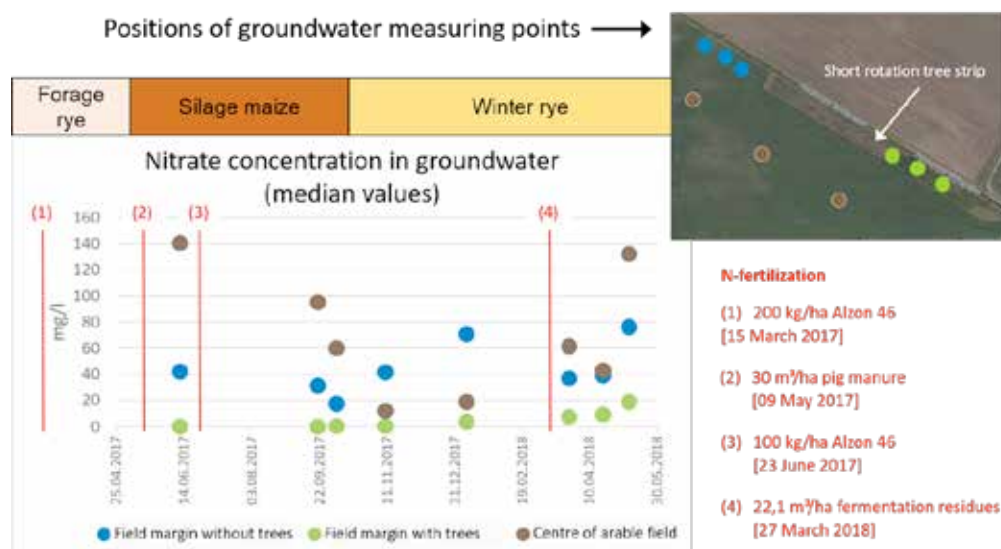 Positions of groundwater measuring points
Short rotation tree strip
Forage
rye
Silage maize
Winter rye
Nitrate concentration in groundwater
(median values)
(1)
(2)
(3)
(4)
160
140
120
100
80
60
40
20
0
mg/l
25.04.2017
14.06.2017
03.08.2017
22.09.2017
11.11.2017
31.12.2017
19.02.2018
10.04.2018
30.05.2018
Field margin without trees
Field margin with trees
Centre of arable field
N-fertilization
(1) 200 kg/ha Alzon 46
[15 March 2017]
(2) 30 m³/ha pig manure
[09 May 2017]
(3) 100 kg/ha Alzon 46
[23 June 2017]
(4) 22,1 m³/ha fermentation residues
[27 March 2018]